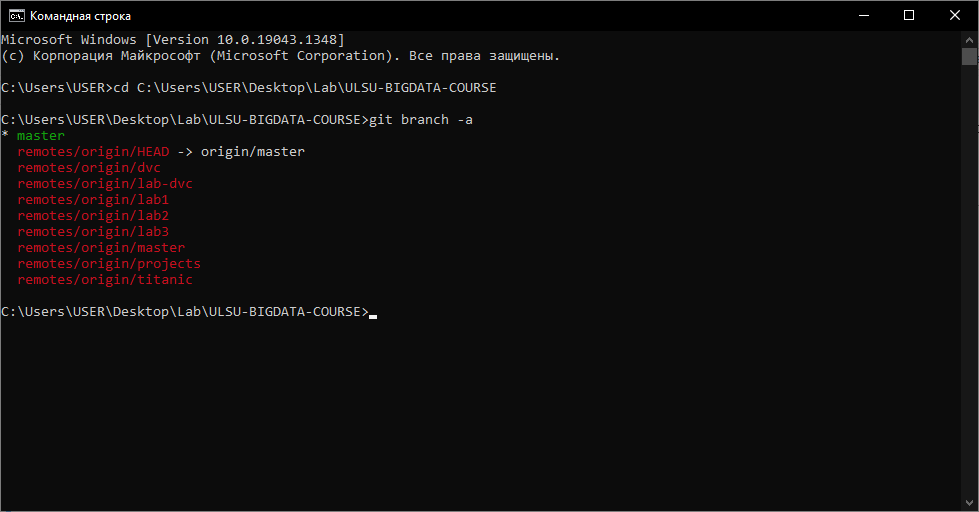 Командная строка
Microsoft Windows [Version 10.0.19043.1348]
(c) Корпорация Майкрософт (Microsoft Corporation). Все права защищены.
C:\Users\USER>cd C:\Users\USER\Desktop\Lab\ULSU-BIGDATA-COURSE
C:\Users\USER\Desktop\Lab\ULSU-BIGDATA-COURSE>git branch -a
* master
remotes/origin/HEAD -> origin/master
remotes/origin/dvc
remotes/origin/lab-dvc
remotes/origin/lab1
remotes/origin/lab2
remotes/origin/lab3
remotes/origin/master
remotes/origin/projects
remotes/origin/titanic
C:\Users\USER\Desktop\Lab\ULSU-BIGDATA-COURSE>